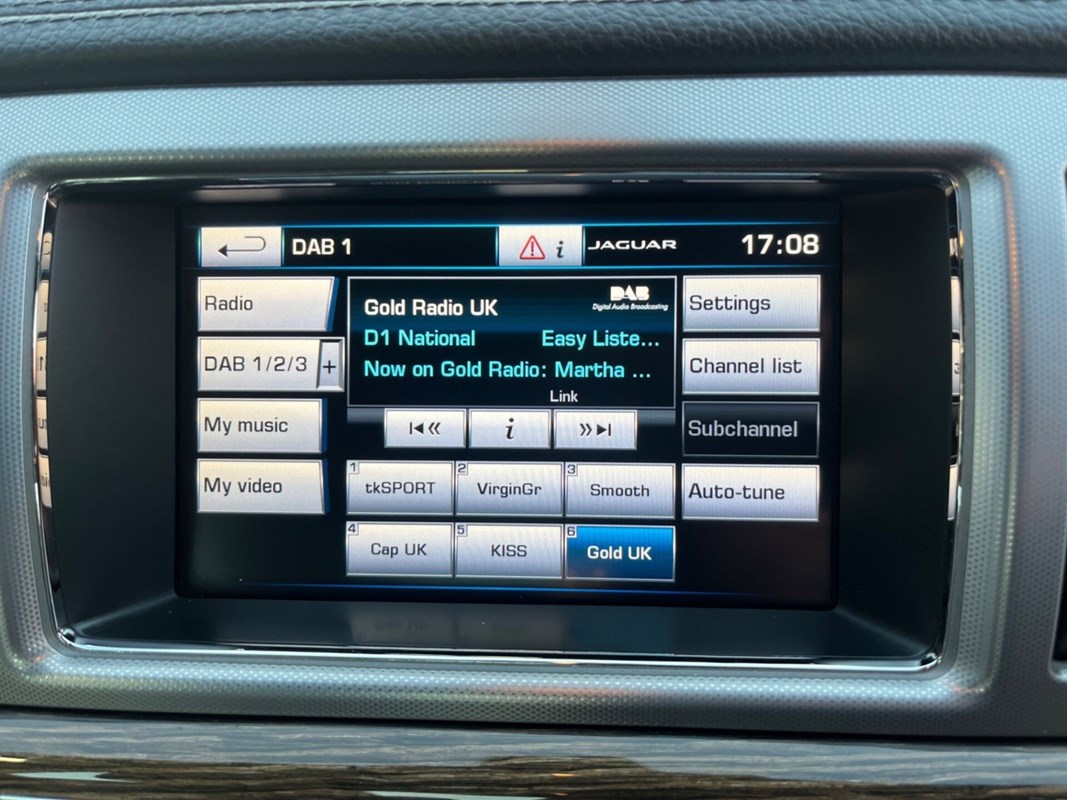 DAB 1
i
JAGUAR
17:08
Radio
DAB 1/2/3 +
My music
My video
Gold Radio UK
DAB
Digital Audio Broadcasting
D1 National
Easy Liste...
Now on Gold Radio: Martha ...
Link
i
1 tkSPORT
2 VirginGr
3 Smooth
4 Cap UK
5 KISS
6 Gold UK
Settings
Channel list
Subchannel
Auto-tune